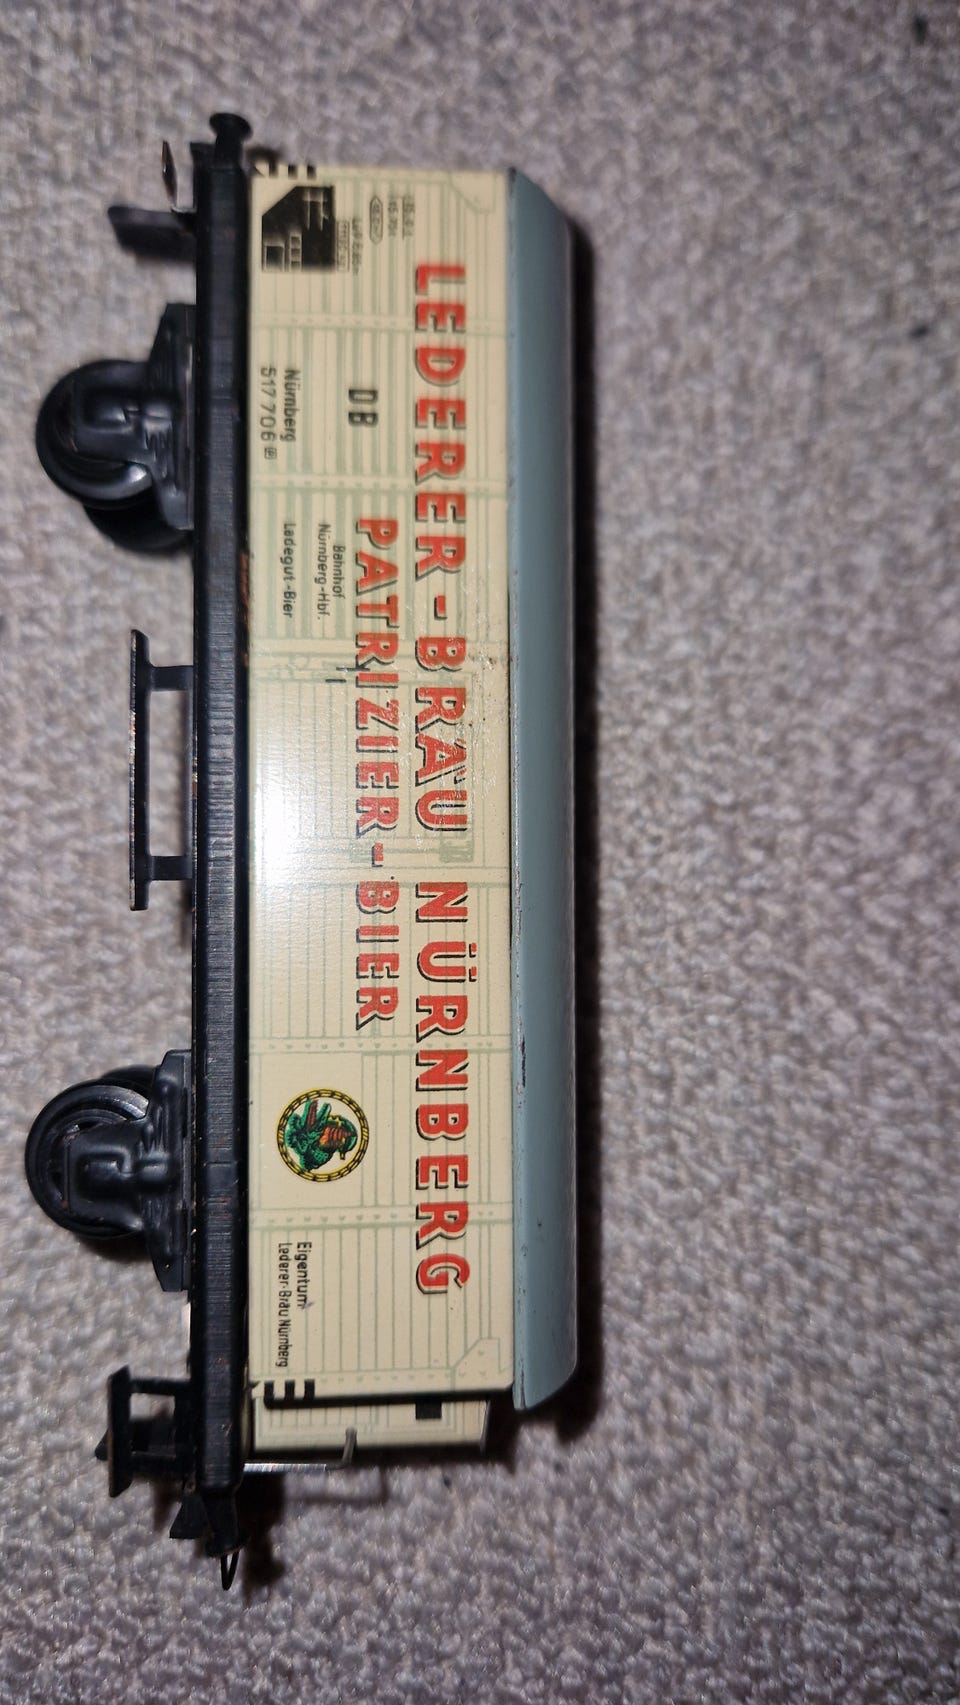 LEDERER-BRÄU NÜRNBERG
PATRIZIER-BIER
DB
Nürnberg
517 706
Bahnhof
Nürnberg-Hbf.
Ladegut-Bier
Eigentum
Lederer-Bräu Nürnberg